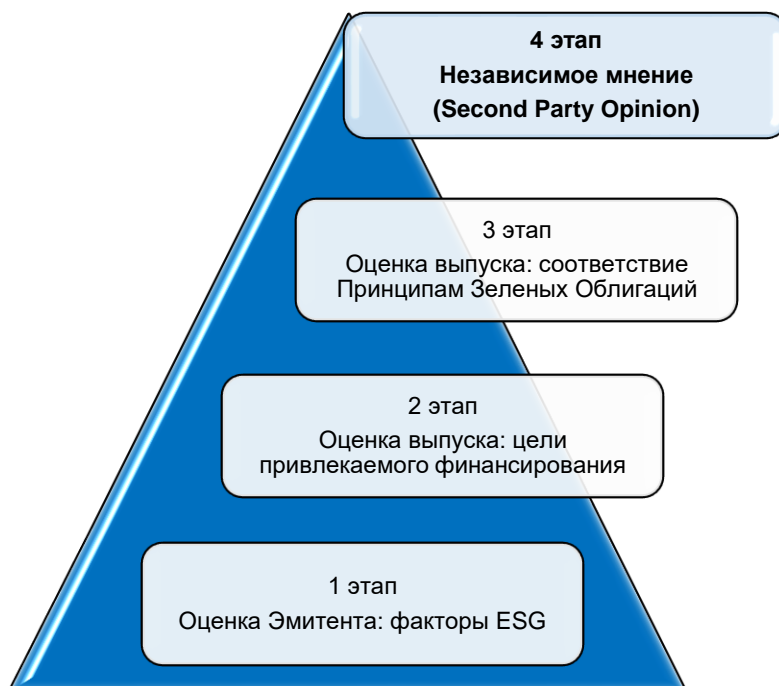 4 этап
Независимое мнение
(Second Party Opinion)
3 этап
Оценка выпуска: соответствие
Принципам Зеленых Облигаций
2 этап
Оценка выпуска: цели
привлекаемого финансирования
1 этап
Оценка Эмитента: факторы ESG